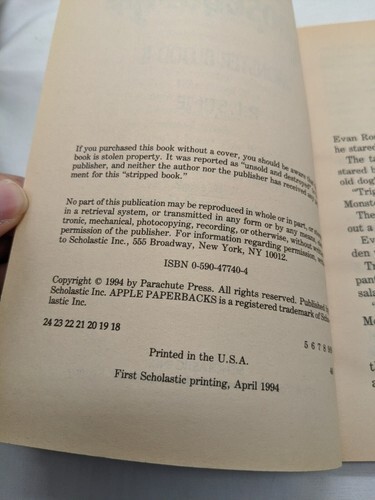 If you purchased this book without a cover, you should be aware
book is stolen property. It was reported as "unsold and destroyed"
publisher, and neither the author nor the publisher has received any
ment for this "stripped book."
No part of this publication may be reproduced in whole or in part, or
in a retrieval system, or transmitted in any form or by any means,
tronic, mechanical, photocopying, recording, or otherwise, without
permission of the publisher. For information regarding permission,
to Scholastic Inc., 555 Broadway, New York, NY 10012.
ISBN 0-590-47740-4
Copyright © 1994 by Parachute Press. All rights reserved. Published
Scholastic Inc. APPLE PAPERBACKS is a registered trademark of
lastic Inc.
24 23 22 21 20 19 18
5 6 7 8
Printed in the U.S.A.
First Scholastic printing, April 1994
Evan
he stared
The
stared
old
Monst
The
out a
Ev
den
T
pan
sal